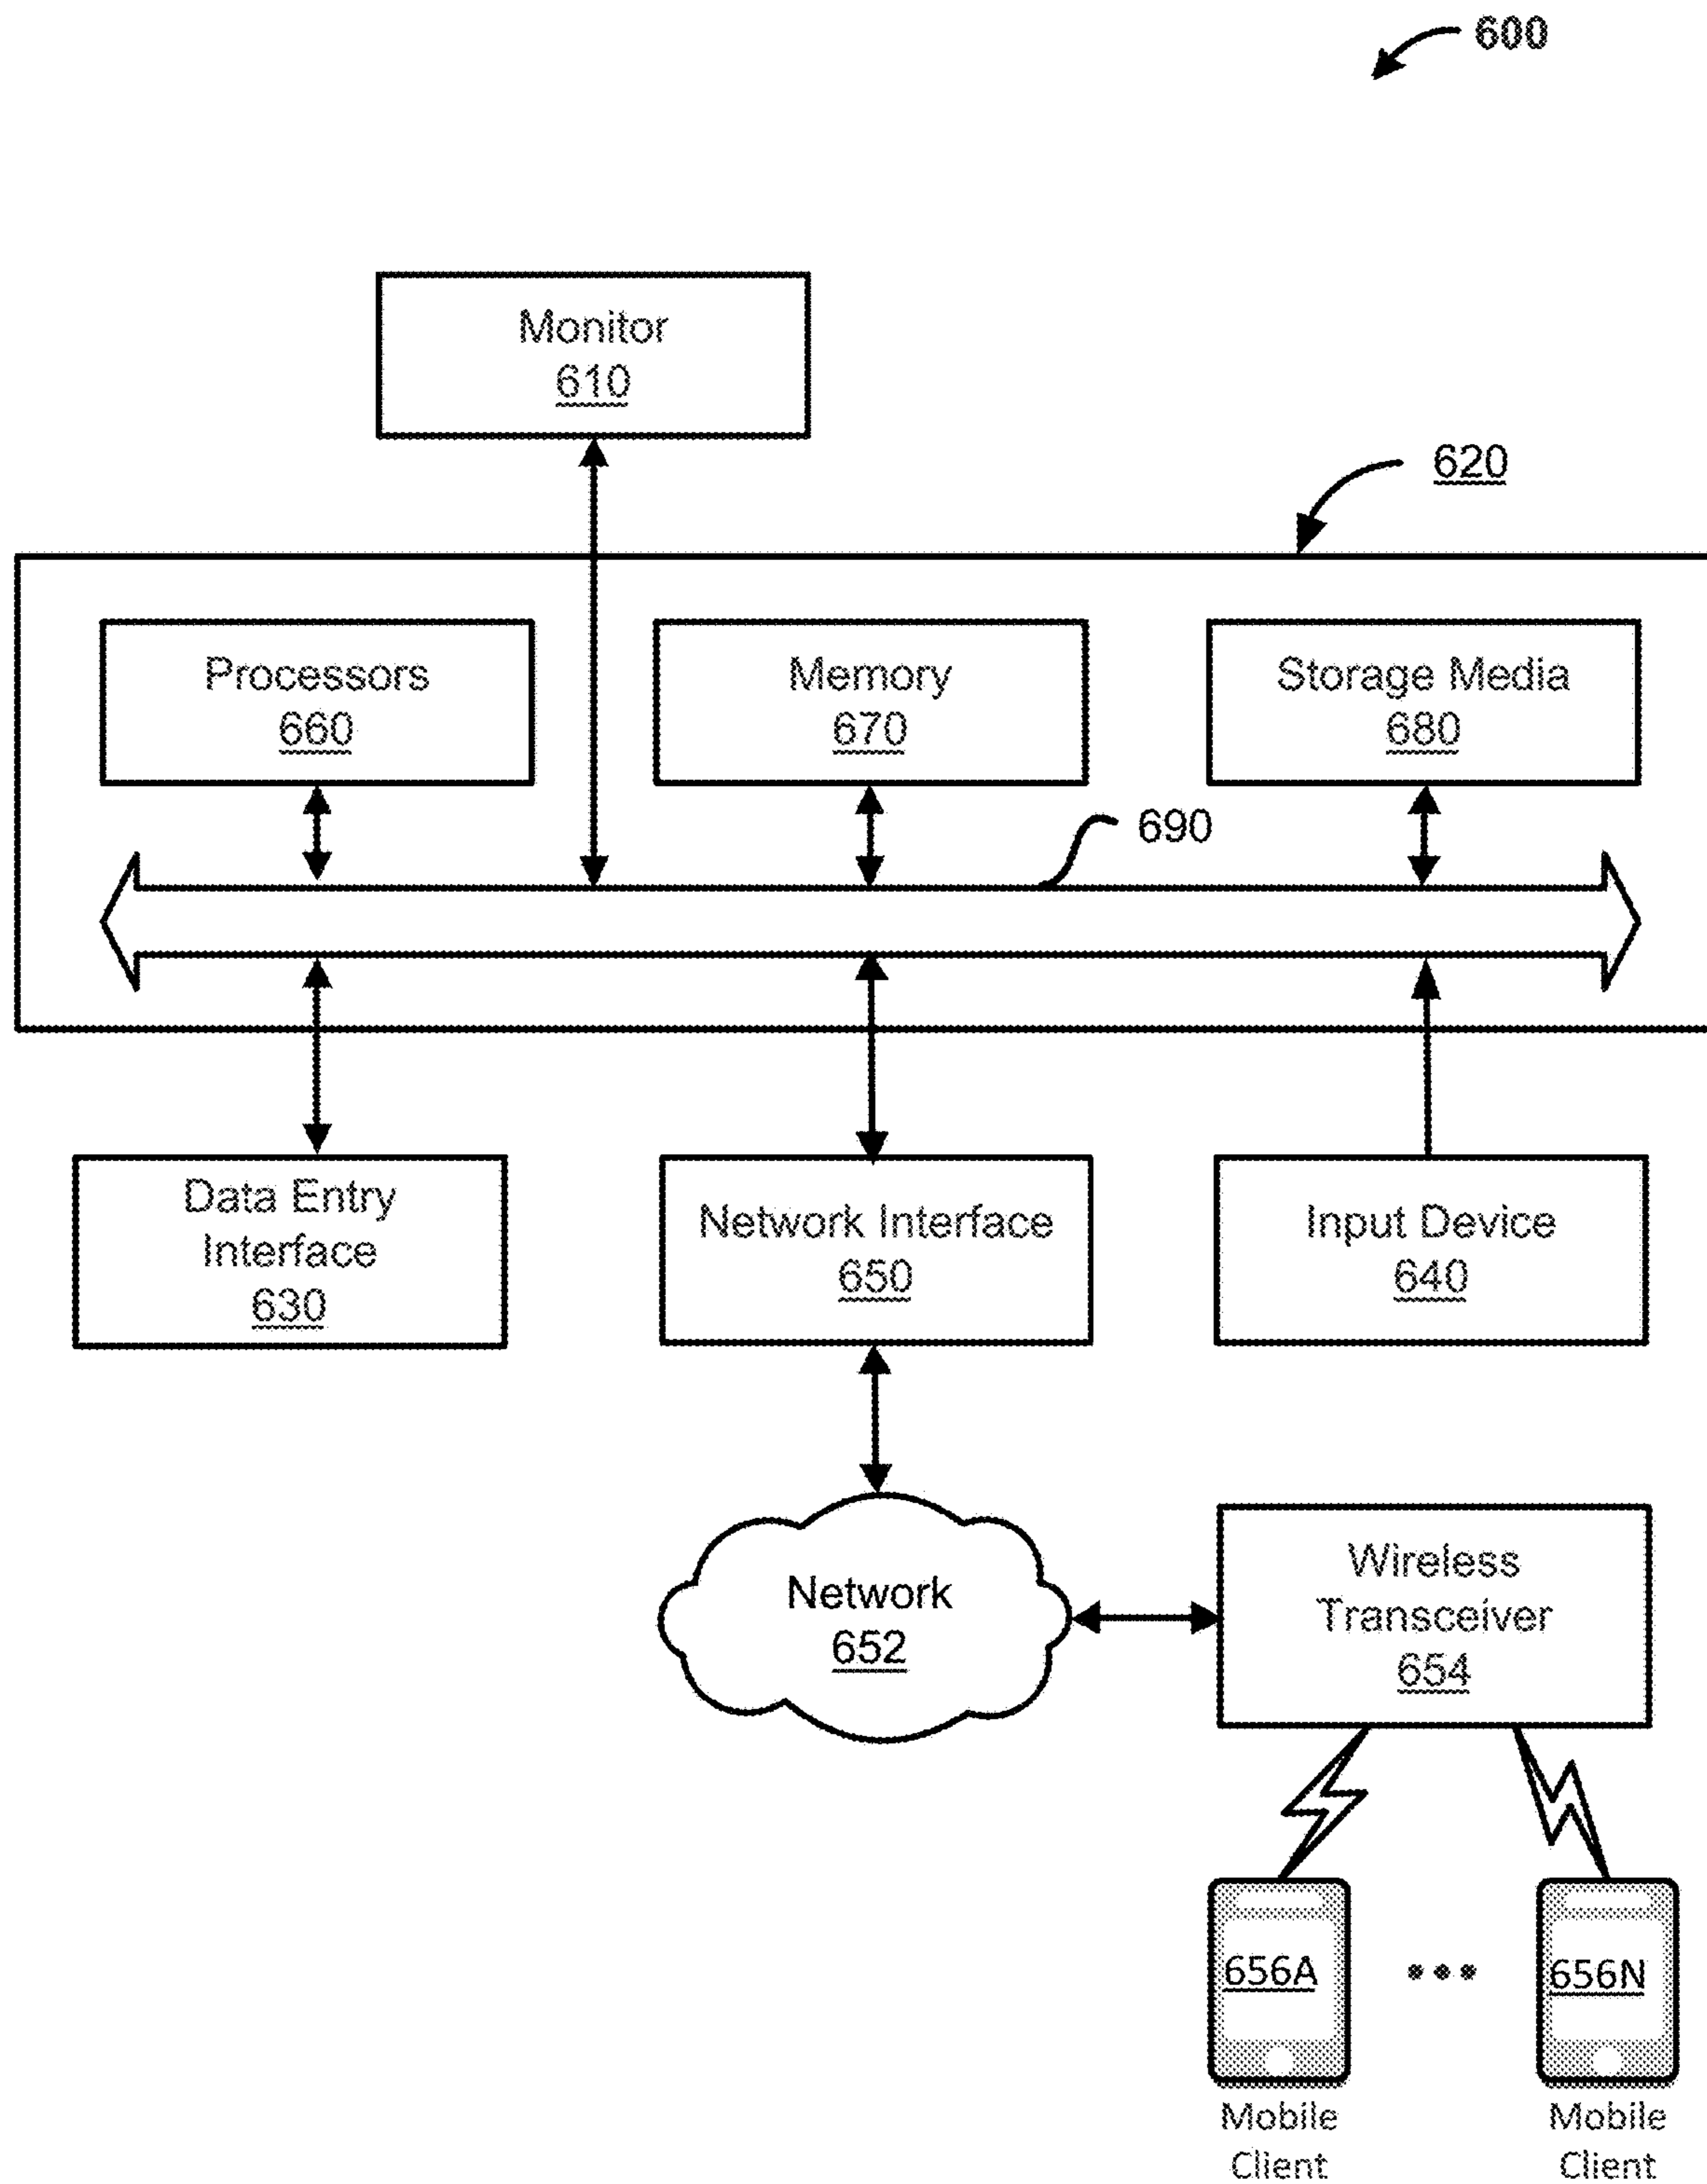 600
Monitor
610
620
Processors
660
Memory
670
Storage Media
680
690
Data Entry
Interface
630
Network Interface
650
Input Device
640
Network
652
Wireless
Transceiver
654
656A
656N
Mobile
Client
Mobile
Client